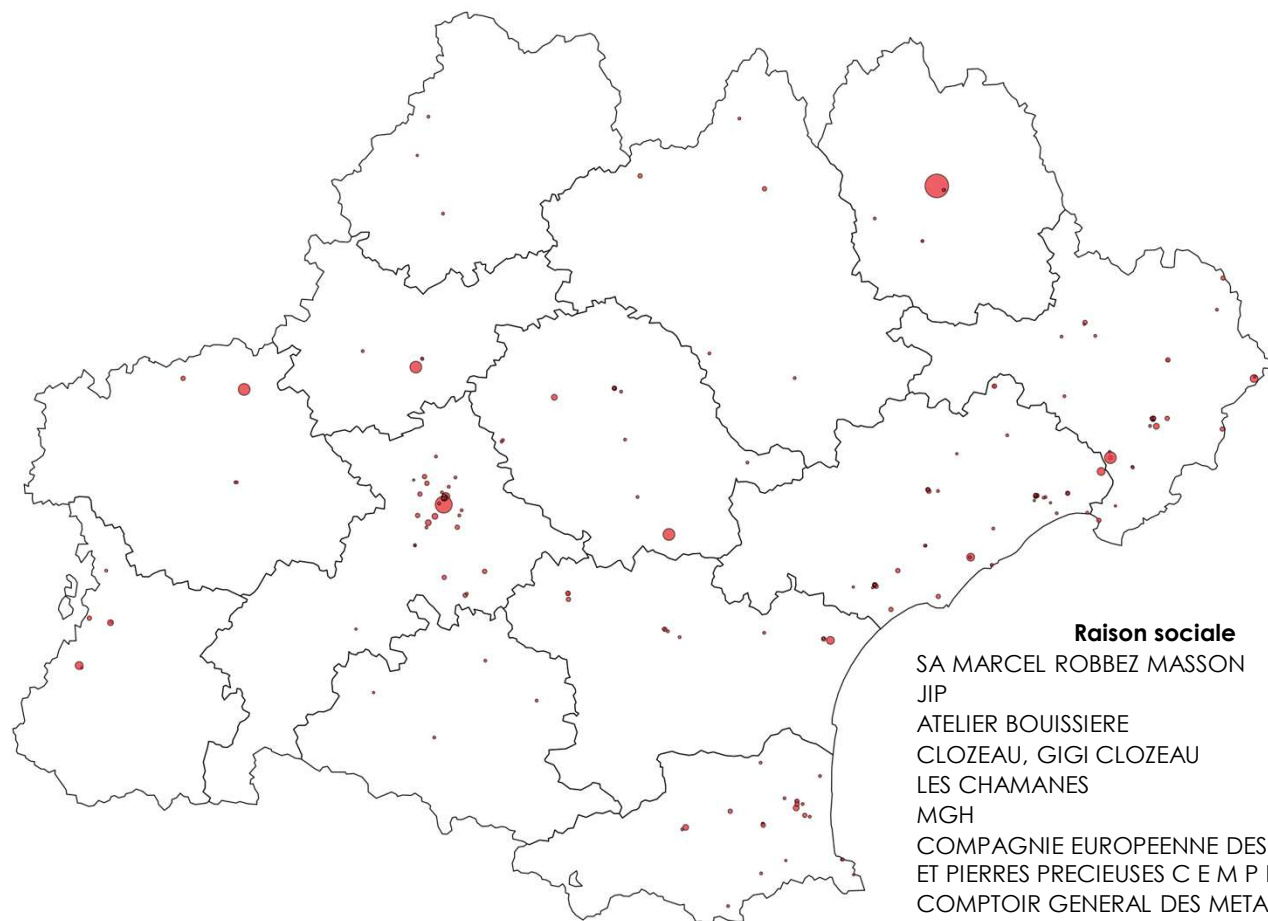 Raison sociale
SA MARCEL ROBBEZ MASSON
JIP
ATELIER BOUISSIERE
CLOZEAU, GIGI CLOZEAU
LES CHAMANES
MGH
COMPAGNIE EUROPEENNE DES
ET PIERRES PRECIEUSES C E M P
COMPTOIR GENERAL DES META